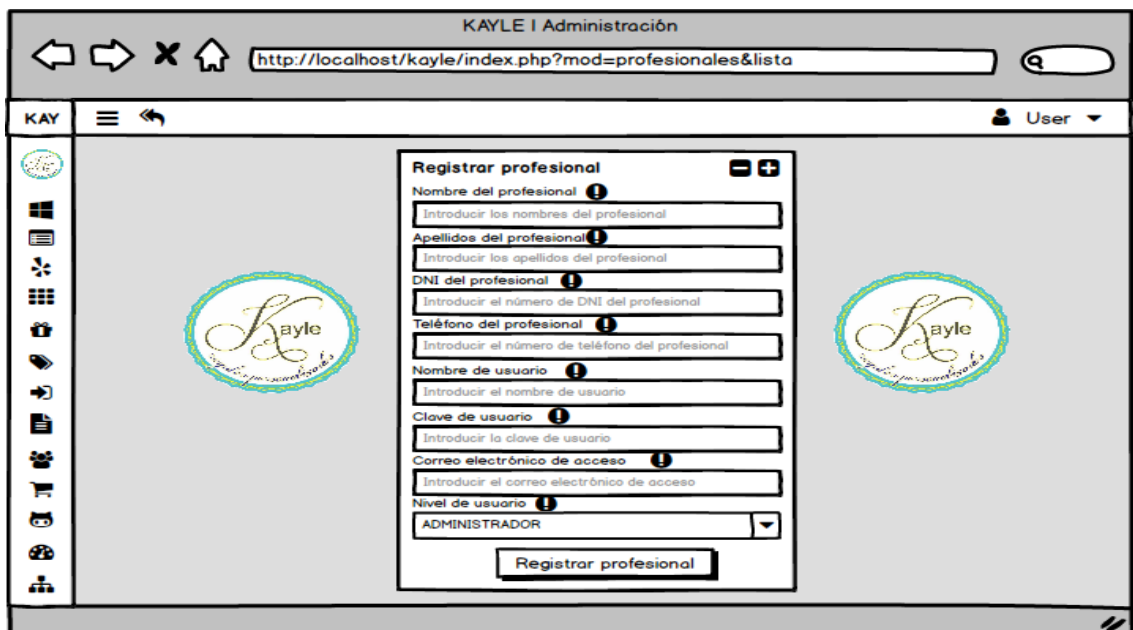 KAYLE I Administración
http://localhost/kayle/index.php?mod=profesionales&lista
KAY
User
Registrar profesional
Nombre del profesional
Introducir los nombres del profesional
Apellidos del profesional
Introducir los apellidos del profesional
DNI del profesional
Introducir el número de DNI del profesional
Teléfono del profesional
Introducir el número de teléfono del profesional
Nombre de usuario
Introducir el nombre de usuario
Clave de usuario
Introducir la clave de usuario
Correo electrónico de acceso
Introducir el correo electrónico de acceso
Nivel de usuario
ADMINISTRADOR
Registrar profesional
Kayle
Kayle